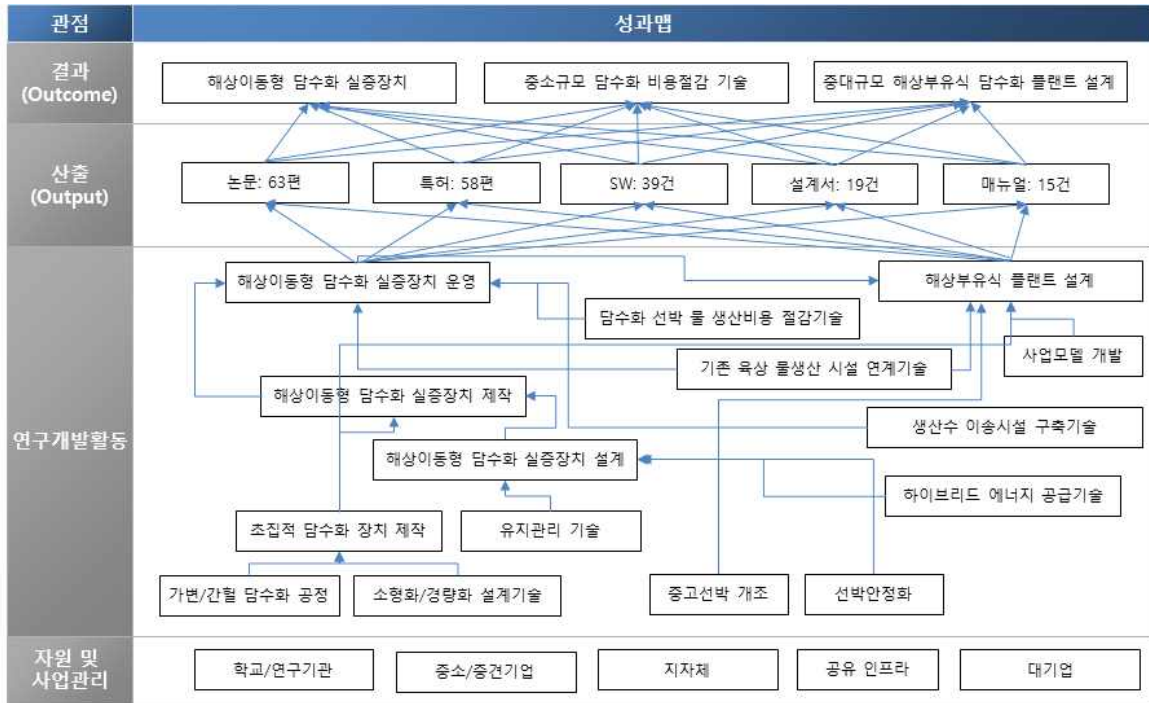 관점
성과맵
결과
(Outcome)
해상이동형 담수화 실증장치
중소규모 담수화 비용절감 기술
중대규모 해상부유식 담수화 플랜트 설계
산출
(Output)
논문: 63편
특허: 58편
SW: 39건
설계서: 19건
매뉴얼: 15건
연구개발활동
해상이동형 담수화 실증장치 운영
해상부유식 플랜트 설계
담수화 선박 물 생산비용 절감기술
사업모델 개발
기존 육상 물생산 시설 연계기술
해상이동형 담수화 실증장치 제작
생산수 이송시설 구축기술
해상이동형 담수화 실증장치 설계
하이브리드 에너지 공급기술
초집적 담수화 장치 제작
유지관리 기술
가변/간헐 담수화 공정
소형화/경량화 설계기술
중고선박 개조
선박안정화
자원 및
사업관리
학교/연구기관
중소/중견기업
지자체
공유 인프라
대기업